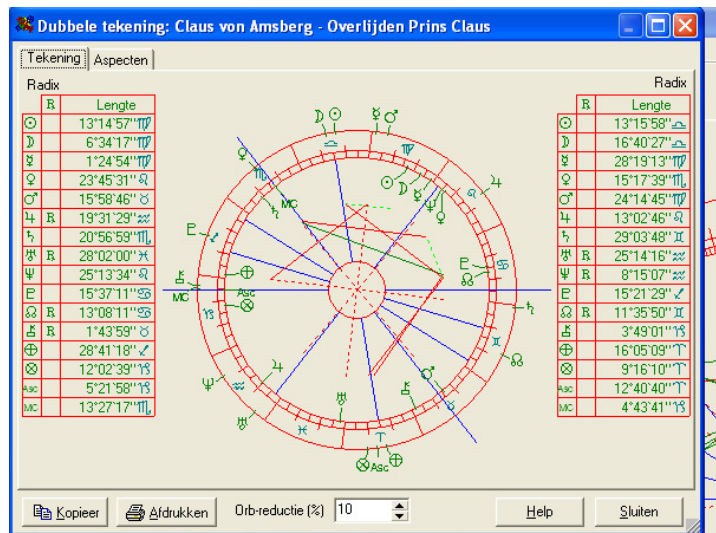 Dubbele tekening: Claus von Amsberg - Overlijden Prins Claus
Tekening Aspecten
Radix Radix
R Lengte R Lengte
☉ 13°14'57"♍
☽ 6°34'17"♍
☿ 1°24'54"♍
♀ 23°45'31"♌
♂ 15°58'46"♉
♃ R 19°31'29"♒
♄ 20°56'59"♏
♅ R 28°02'00"♓
♆ 25°13'34"♌
♇ 15°37'11"♋
☊ R 13°08'11"♋
⚷ R 1°43'59"♉
⊕ 28°41'18"♐
⊗ 12°02'39"♑
Asc 5°21'58"♑
MC 13°27'17"♏
MC
Asc
MC
Asc
☉ 13°15'58"♎
☽ 16°40'27"♎
☿ 28°19'13"♍
♀ 15°17'39"♏
♂ 24°14'45"♍
♃ 13°02'46"♌
♄ 29°03'48"♊
♅ R 25°14'16"♒
♆ R 8°15'07"♒
♇ 15°21'29"♐
☊ R 11°35'50"♊
⚷ 3°49'01"♑
⊕ 16°05'09"♈
⊗ 9°16'10"♈
Asc 12°40'40"♈
MC 4°43'41"♑
Kopieer Afdrukken Orb-reductie (%) 10 Help Sluiten